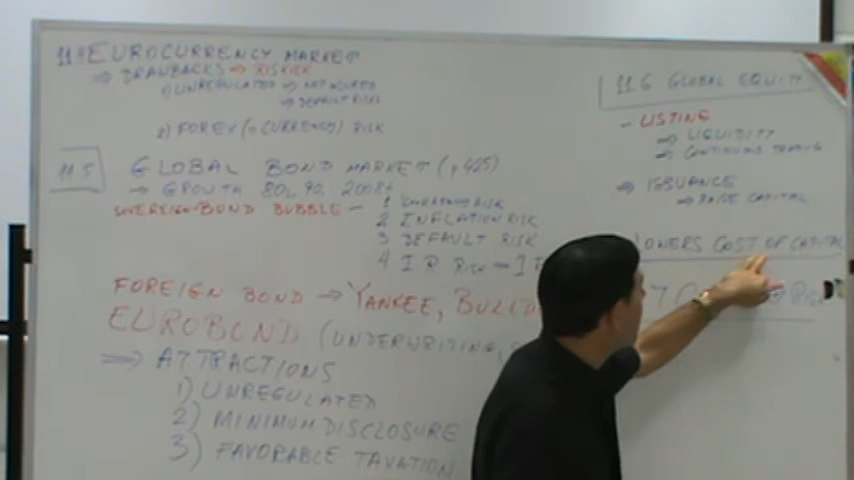 11.4 EUROCURRENCY MARKET
⇒ DRAWBACKS ⇒ RISKIER
1) UNREGULATED ⇒ NOT INSURED
⇒ DEFAULT RISK
2) FOREX (= CURRENCY) RISK
11.5 GLOBAL BOND MARKET (p 425)
→ GROWTH 80s, 90, 2008+
SOVEREIGN-BOND BUBBLE - 1 CURRENCY RISK
2 INFLATION RISK
3 DEFAULT RISK
4 I R RISK
FOREIGN BOND → YANKEE,
EUROBOND (UNDERWRITING,
⇒ ATTRACTIONS
1) UNREGULATED
2) MINIMUM DISCLOSURE
3) FAVORABLE TAXATION
11.6 GLOBAL EQUITY
- LISTING
⇒ LIQUIDITY
⇒ CONTINUOUS TRADING
⇒ ISSUANCE
⇒ RAISE CAPITAL
LOWERS COST OF CAPITAL
RISK